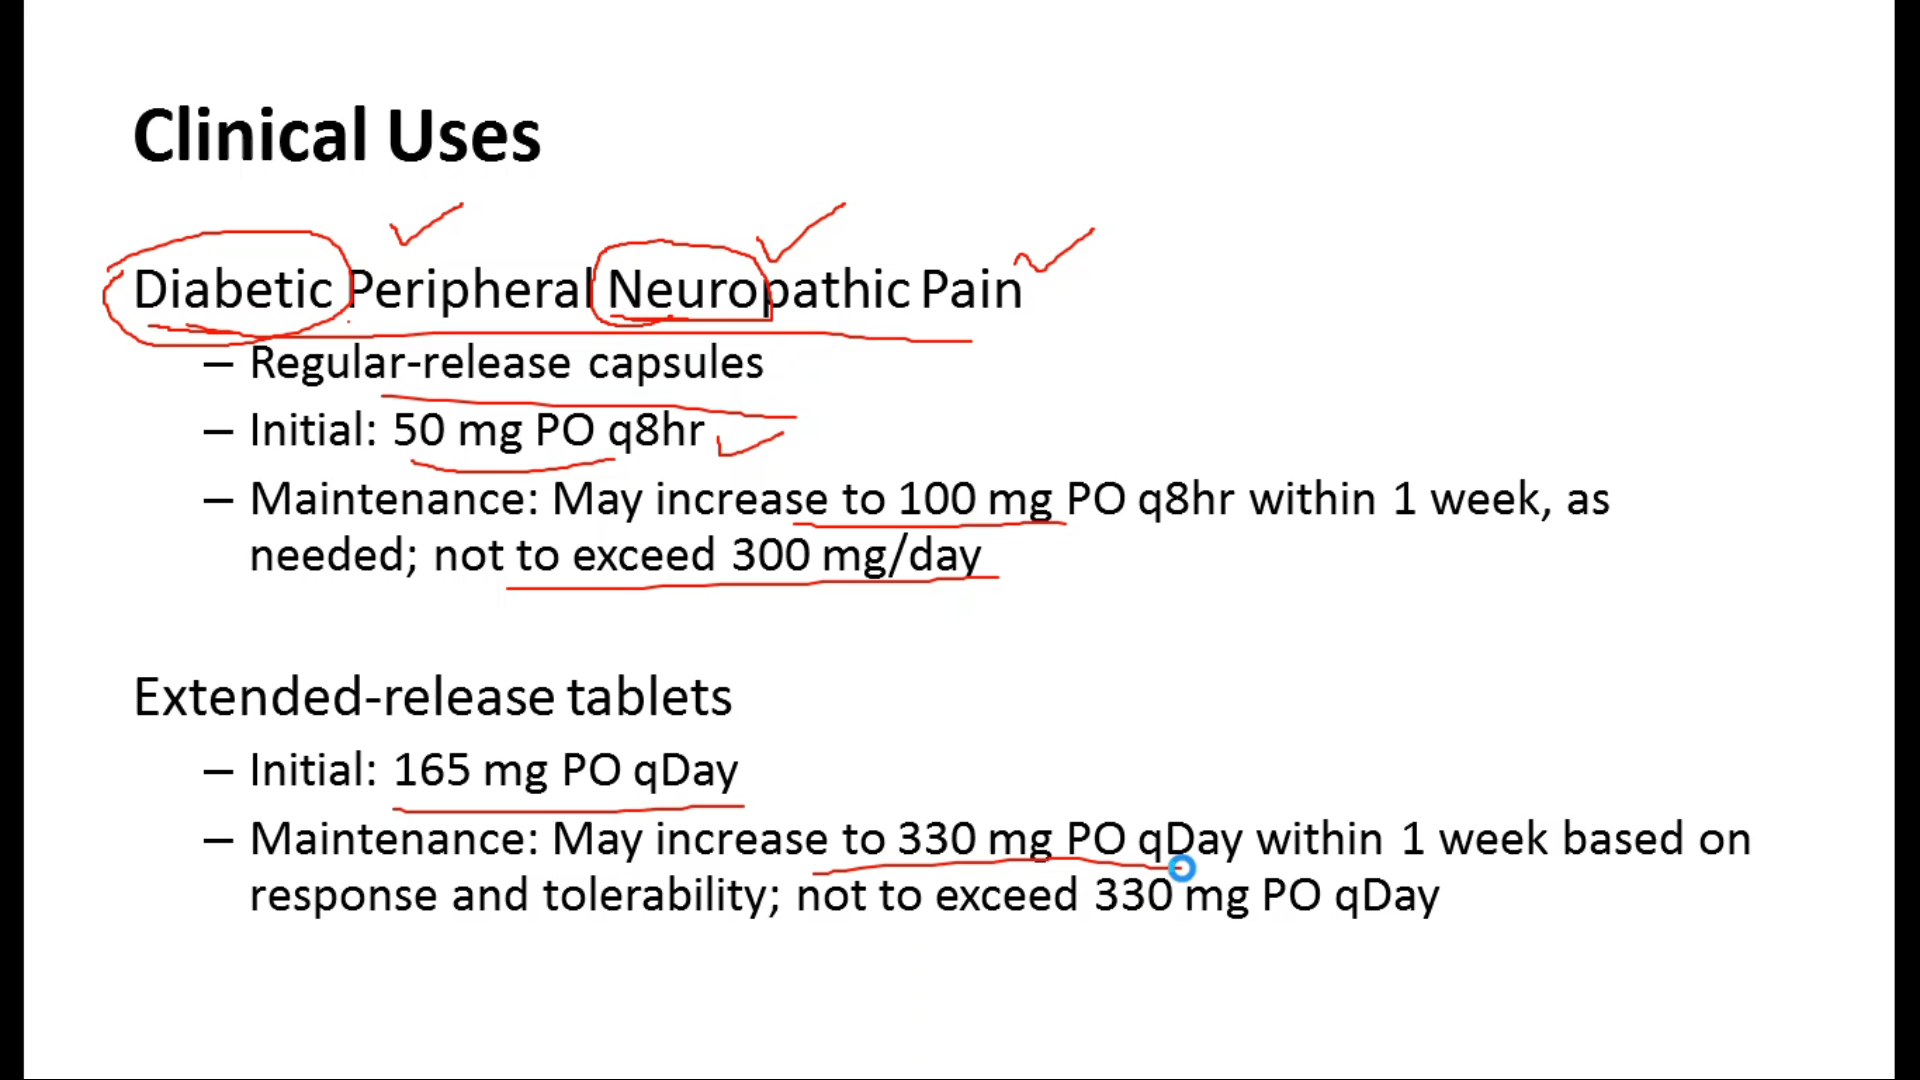 Clinical Uses
Diabetic Peripheral Neuropathic Pain
– Regular-release capsules
– Initial: 50 mg PO q8hr
– Maintenance: May increase to 100 mg PO q8hr within 1 week, as
needed; not to exceed 300 mg/day
Extended-release tablets
– Initial: 165 mg PO qDay
– Maintenance: May increase to 330 mg PO qDay within 1 week based on
response and tolerability; not to exceed 330 mg PO qDay